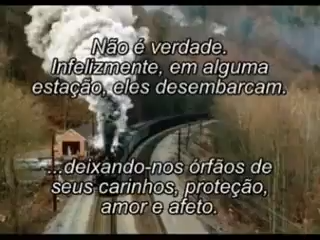 Não é verdade.
Infelizmente, em alguma
estação, eles desembarcam.
...deixando-nos órfãos de
seus carinhos, proteção,
amor e afeto.